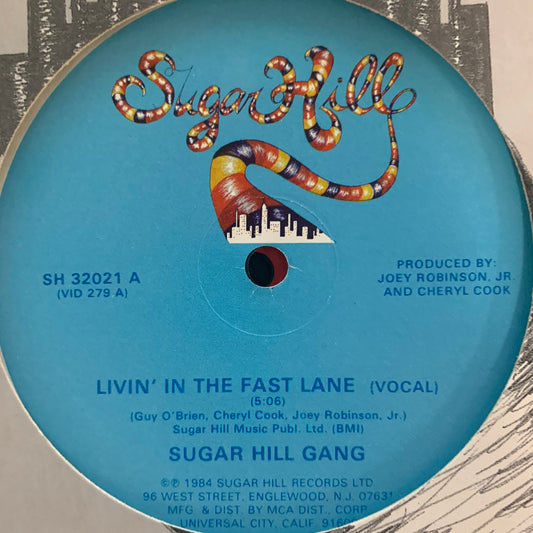 Sugar Hill
SH 32021 A
(VID 279 A)
PRODUCED BY:
JOEY ROBINSON, JR.
AND CHERYL COOK
LIVIN' IN THE FAST LANE (VOCAL)
(5:06)
(Guy O'Brien, Cheryl Cook, Joey Robinson, Jr.)
Sugar Hill Music Publ. Ltd. (BMI)
SUGAR HILL GANG
©℗ 1984 SUGAR HILL RECORDS LTD
96 WEST STREET, ENGLEWOOD, N.J. 07631
MFG. & DIST. BY MCA DIST., CORP
UNIVERSAL CITY, CALIF. 9160